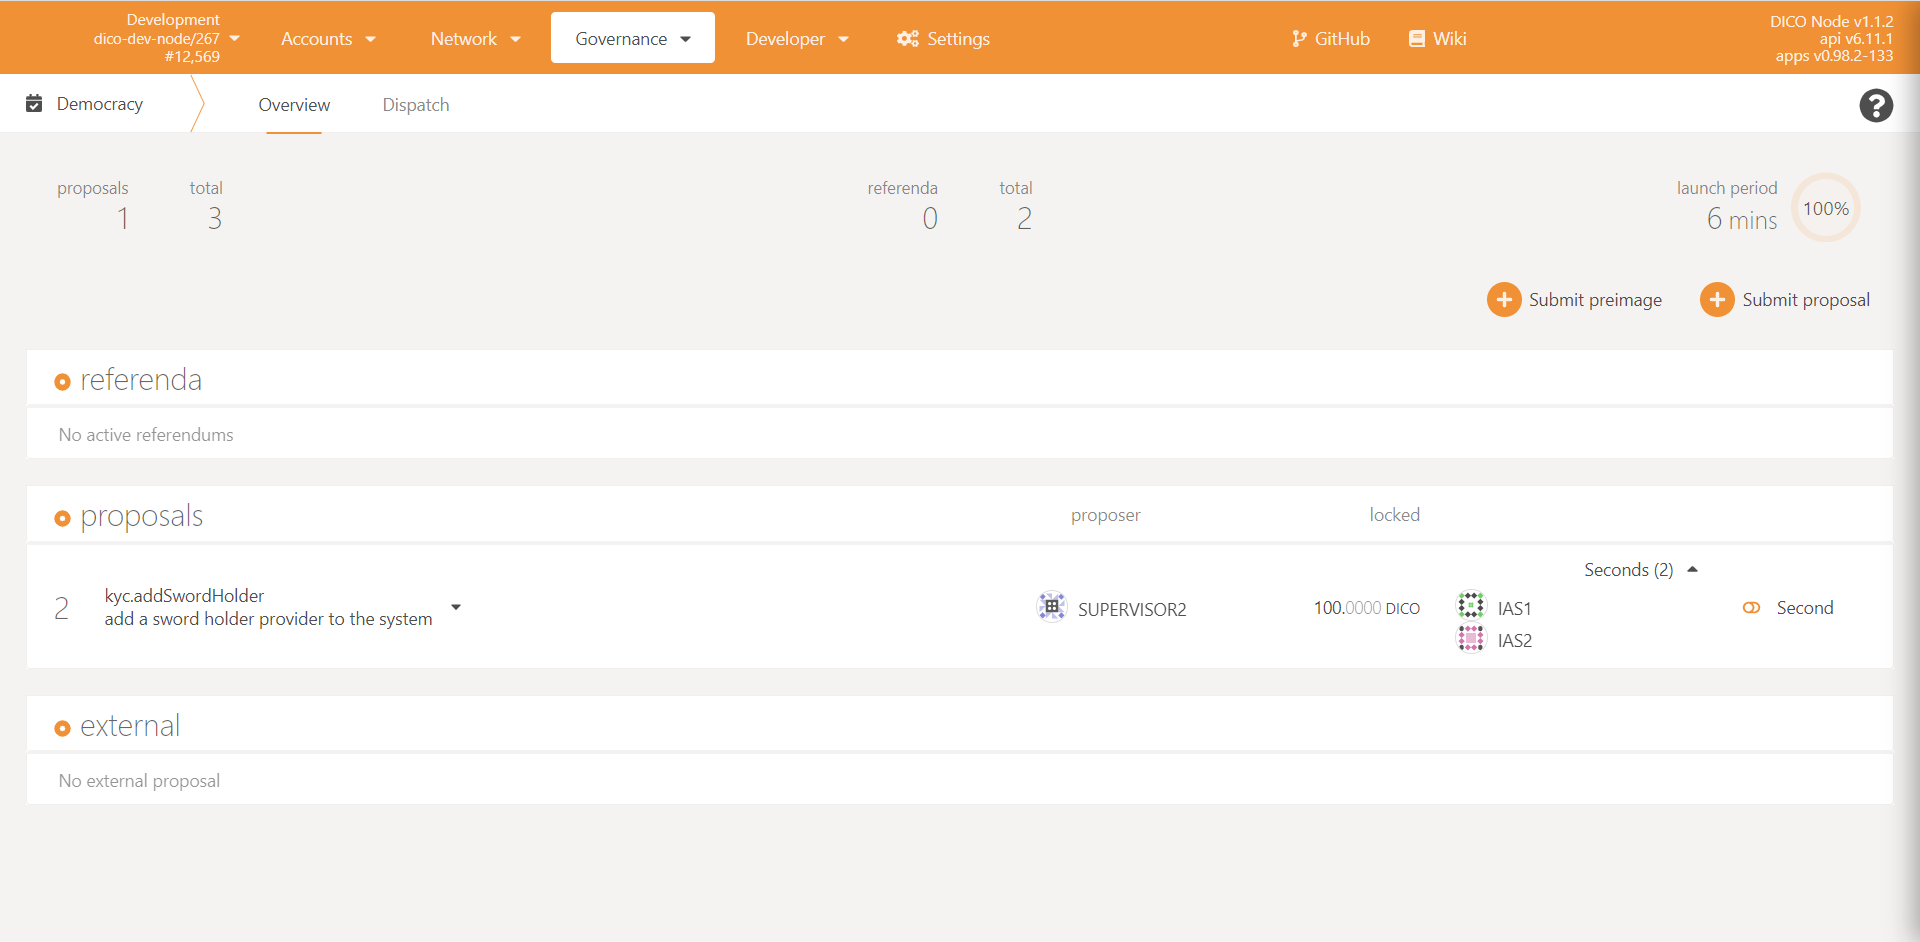 Development
dico-dev-node/267
#12,569
Accounts
Network
Governance
Developer
Settings
GitHub
Wiki
DICO Node v1.1.2
api v6.11.1
apps v0.98.2-133
Democracy
Overview
Dispatch
?
proposals
1
total
3
referenda
0
total
2
launch period
6 mins
100%
Submit preimage
Submit proposal
referenda
No active referendums
proposals
proposer
locked
2
kyc.addSwordHolder
add a sword holder provider to the system
SUPERVISOR2
100.0000 DICO
Seconds (2)
IAS1
IAS2
Second
external
No external proposal